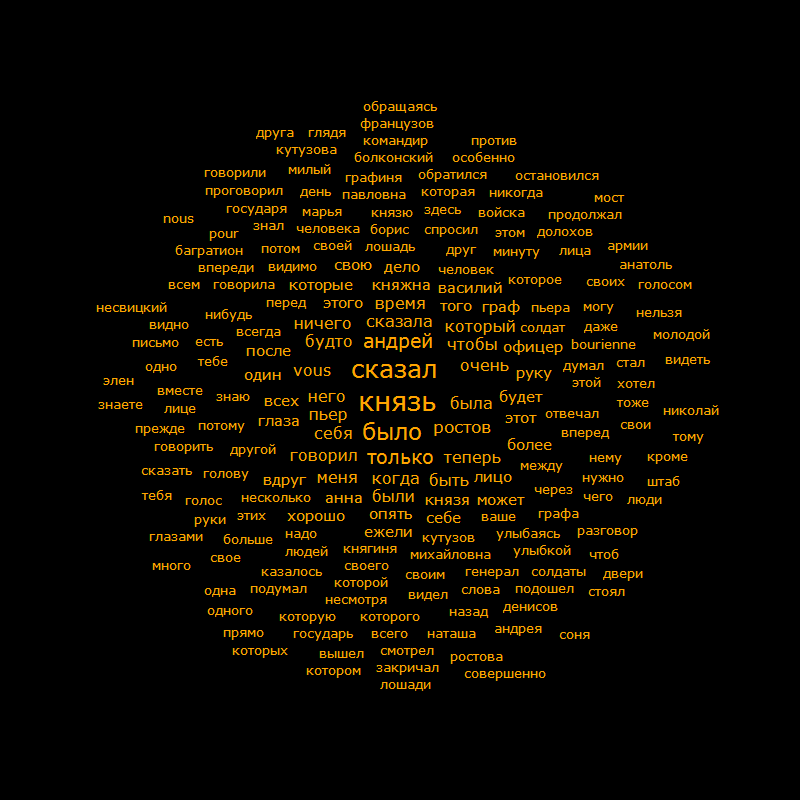 обращаясь
французов
друга глядя командир против
кутузова болконский особенно
говорили милый графиня обратился остановился
проговорил день павловна которая никогда мост
государя марья князю здесь войска продолжал
nous pour знал человека борис спросил этом долохов
багратион потом своей лошадь друг минуту лица армии
впереди видимо свою дело человек анатоль
всем говорила которые княжна василий которое своих голосом
несвицкий нибудь перед этого время того граф пьера могу нельзя
видно всегда ничего сказала который солдат даже молодой
письмо есть после будто андрей чтобы офицер bourienne
одно тебе один vous сказал очень руку думал стал видеть
элен вместе этой хотел
знаете лице знаю всех него князь была будет тоже николай
прежде потому глаза пьер этот отвечал свои
говорить другой себя было ростов более вперед тому
сказать голову вдруг говорил только теперь между нему кроме
меня когда быть лицо нужно штаб
тебя голос несколько анна были князя может через чего люди
руки этих хорошо опять себе ваше графа
глазами больше надо ежели кутузов улыбаясь разговор
много свое людей княгиня михайловна улыбкой чтоб
казалось своего своим генерал солдаты двери
одна подумал которой видел слова подошел стоял
несмотря
одного которую которого назад денисов
прямо государь всего наташа андрея соня
которых вышел смотрел ростова
котором закричал совершенно
лошади